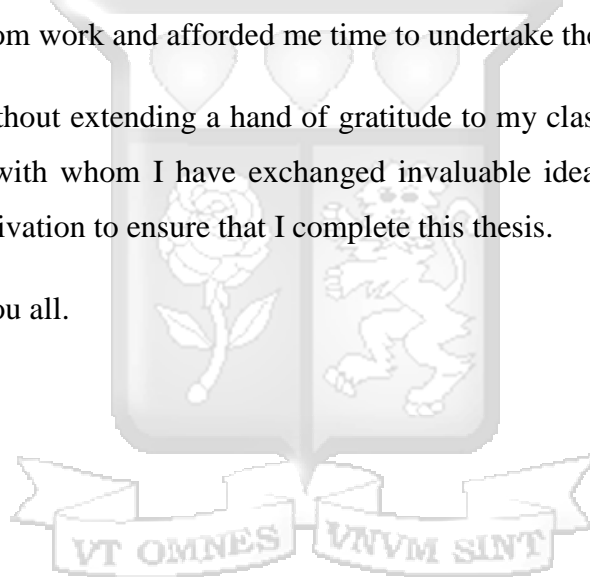 om work and afforded me time to undertake the
thout extending a hand of gratitude to my clas
with whom I have exchanged invaluable idea
ivation to ensure that I complete this thesis.
ou all.
VT OMNES VNVM SINT